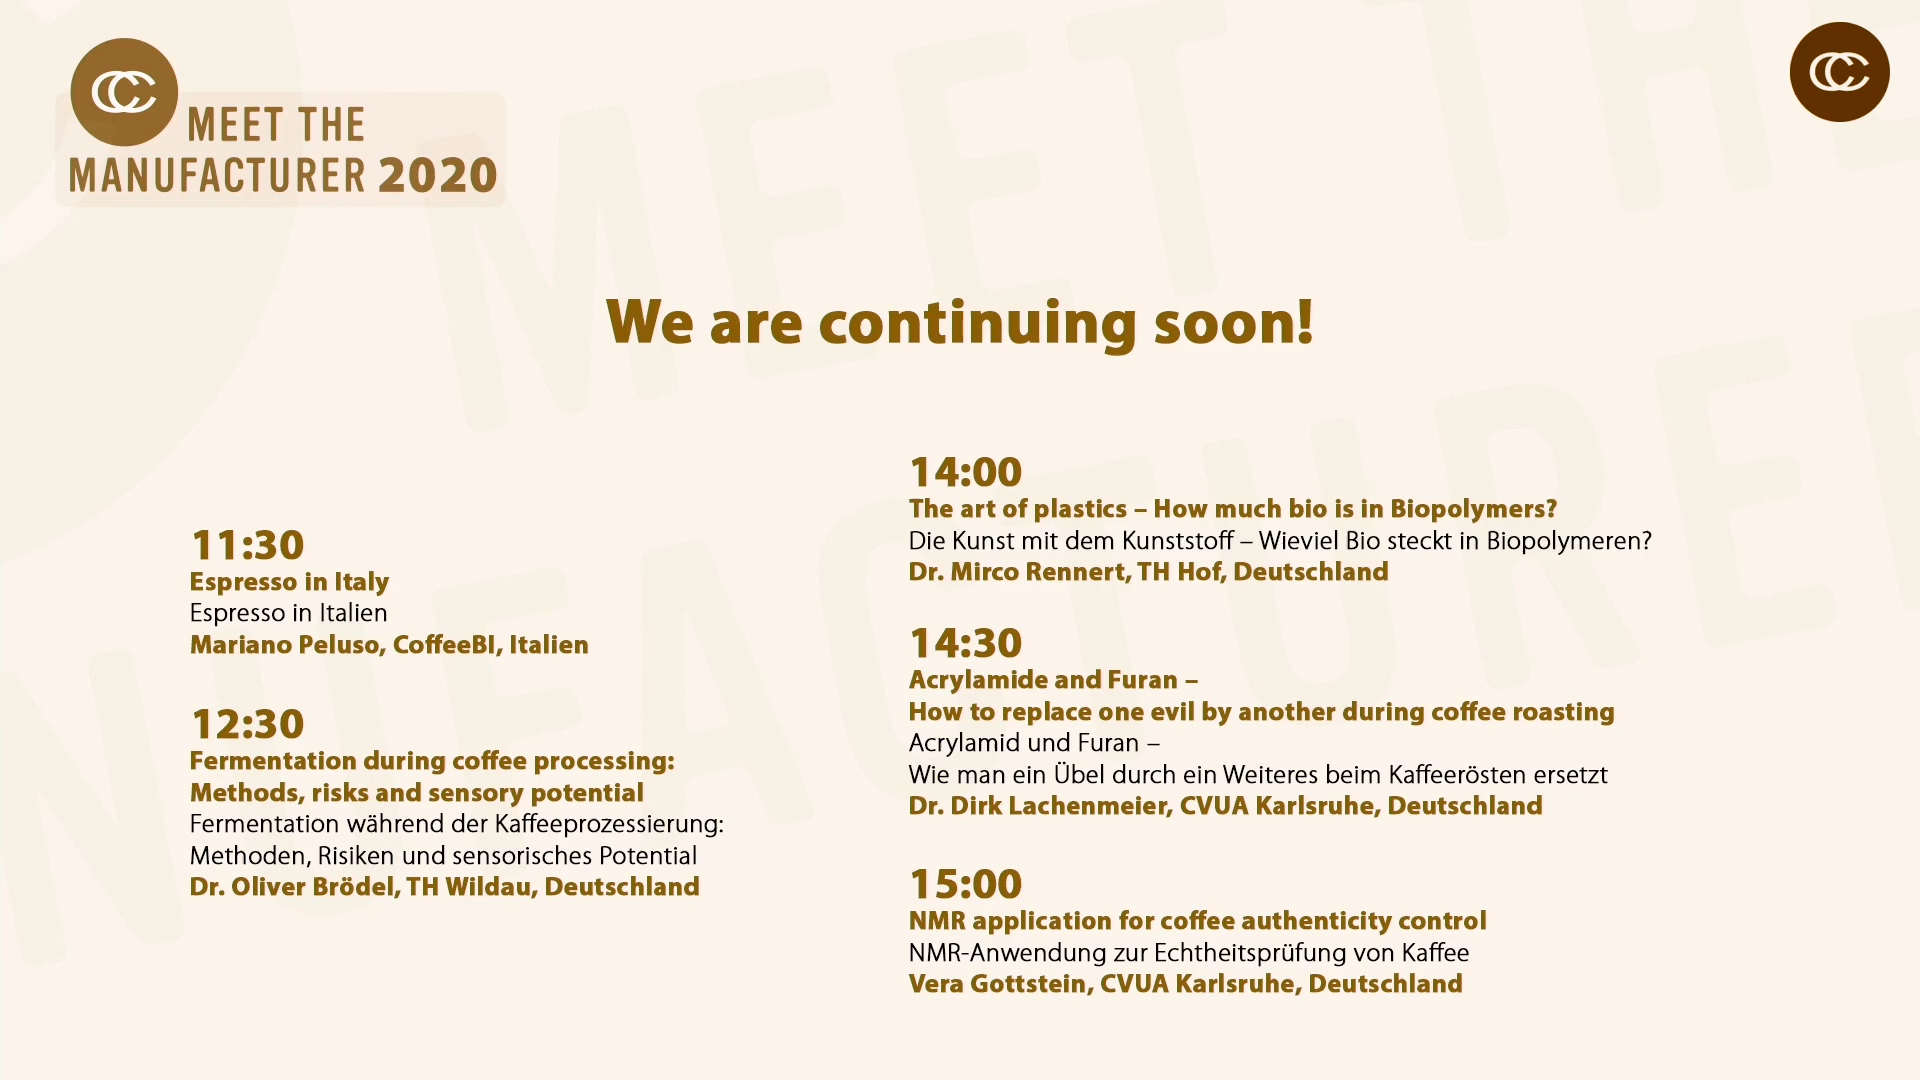 MEET THE
MANUFACTURER 2020
We are continuing soon!
11:30
Espresso in Italy
Espresso in Italien
Mariano Peluso, CoffeeBI, Italien
12:30
Fermentation during coffee processing:
Methods, risks and sensory potential
Fermentation während der Kaffeeprozessierung:
Methoden, Risiken und sensorisches Potential
Dr. Oliver Brödel, TH Wildau, Deutschland
14:00
The art of plastics – How much bio is in Biopolymers?
Die Kunst mit dem Kunststoff – Wieviel Bio steckt in Biopolymeren?
Dr. Mirco Rennert, TH Hof, Deutschland
14:30
Acrylamide and Furan –
How to replace one evil by another during coffee roasting
Acrylamid und Furan –
Wie man ein Übel durch ein Weiteres beim Kaffeerösten ersetzt
Dr. Dirk Lachenmeier, CVUA Karlsruhe, Deutschland
15:00
NMR application for coffee authenticity control
NMR-Anwendung zur Echtheitsprüfung von Kaffee
Vera Gottstein, CVUA Karlsruhe, Deutschland